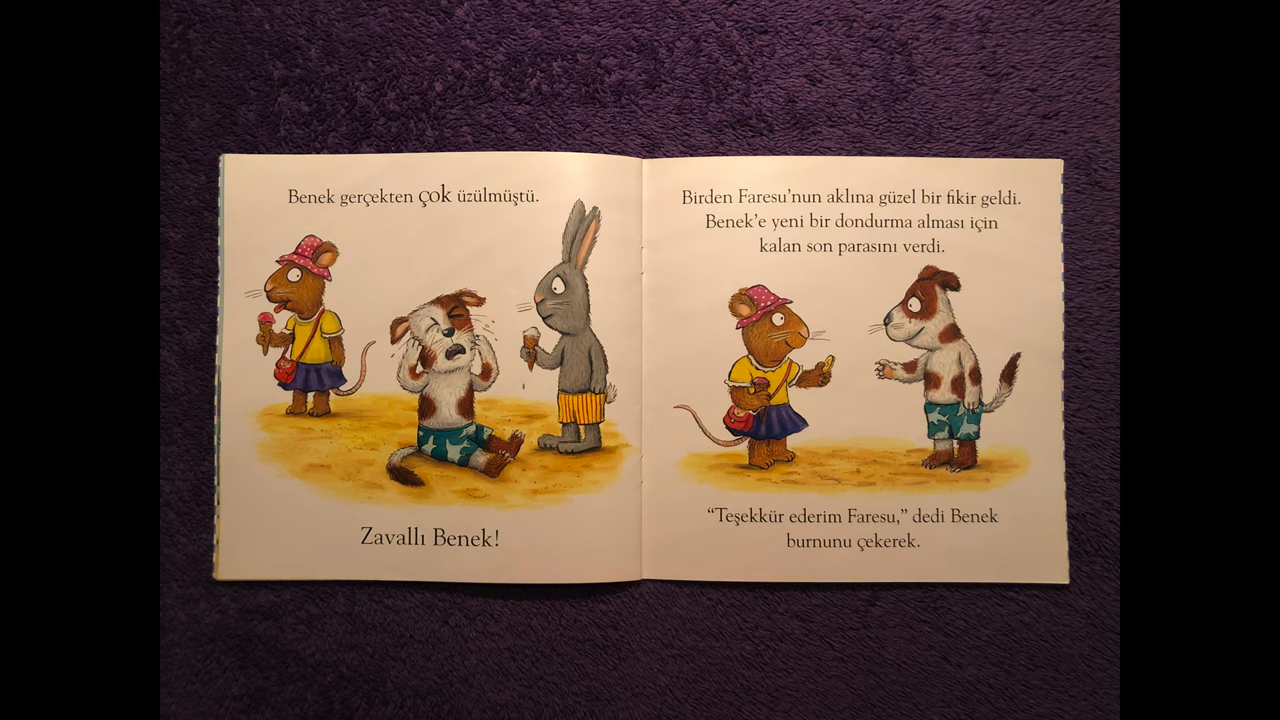 Benek gerçekten çok üzülmüştü.
Zavallı Benek!
Birden Faresu’nun aklına güzel bir fikir geldi.
Benek’e yeni bir dondurma alması için
kalan son parasını verdi.
“Teşekkür ederim Faresu,” dedi Benek
burnunu çekerek.